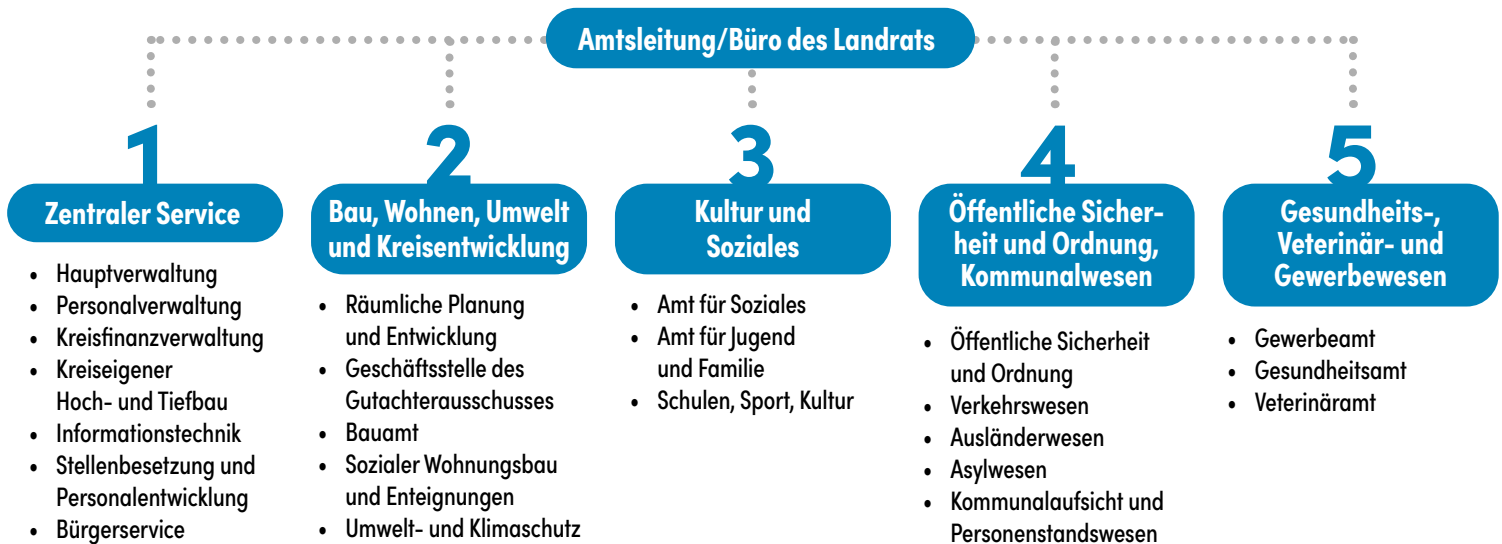 Amtsleitung/Büro des Landrats
1
Zentraler Service
• Hauptverwaltung
• Personalverwaltung
• Kreisfinanzverwaltung
• Kreiseigener
Hoch- und Tiefbau
• Informationstechnik
• Stellenbesetzung und
Personalentwicklung
• Bürgerservice
2
Bau, Wohnen, Umwelt
und Kreisentwicklung
• Räumliche Planung
und Entwicklung
• Geschäftsstelle des
Gutachterausschusses
• Bauamt
• Sozialer Wohnungsbau
und Enteignungen
• Umwelt- und Klimaschutz
3
Kultur und
Soziales
• Amt für Soziales
• Amt für Jugend
und Familie
• Schulen, Sport, Kultur
4
Öffentliche Sicher-
heit und Ordnung,
Kommunalwesen
• Öffentliche Sicherheit
und Ordnung
• Verkehrswesen
• Ausländerwesen
• Asylwesen
• Kommunalaufsicht und
Personenstandswesen
5
Gesundheits-,
Veterinär- und
Gewerbewesen
• Gewerbeamt
• Gesundheitsamt
• Veterinäramt